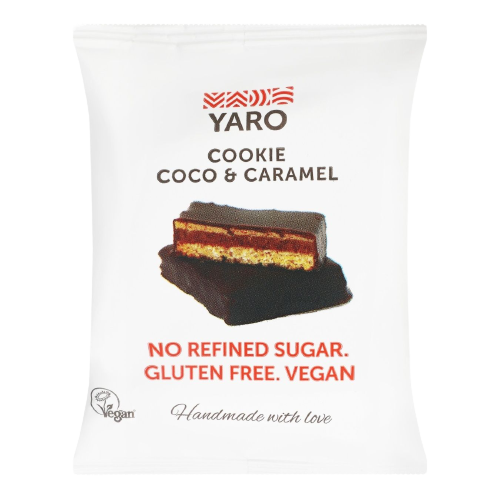 YARO
COOKIE
COCO & CARAMEL
NO REFINED SUGAR.
GLUTEN FREE. VEGAN
Vegan
Handmade with love